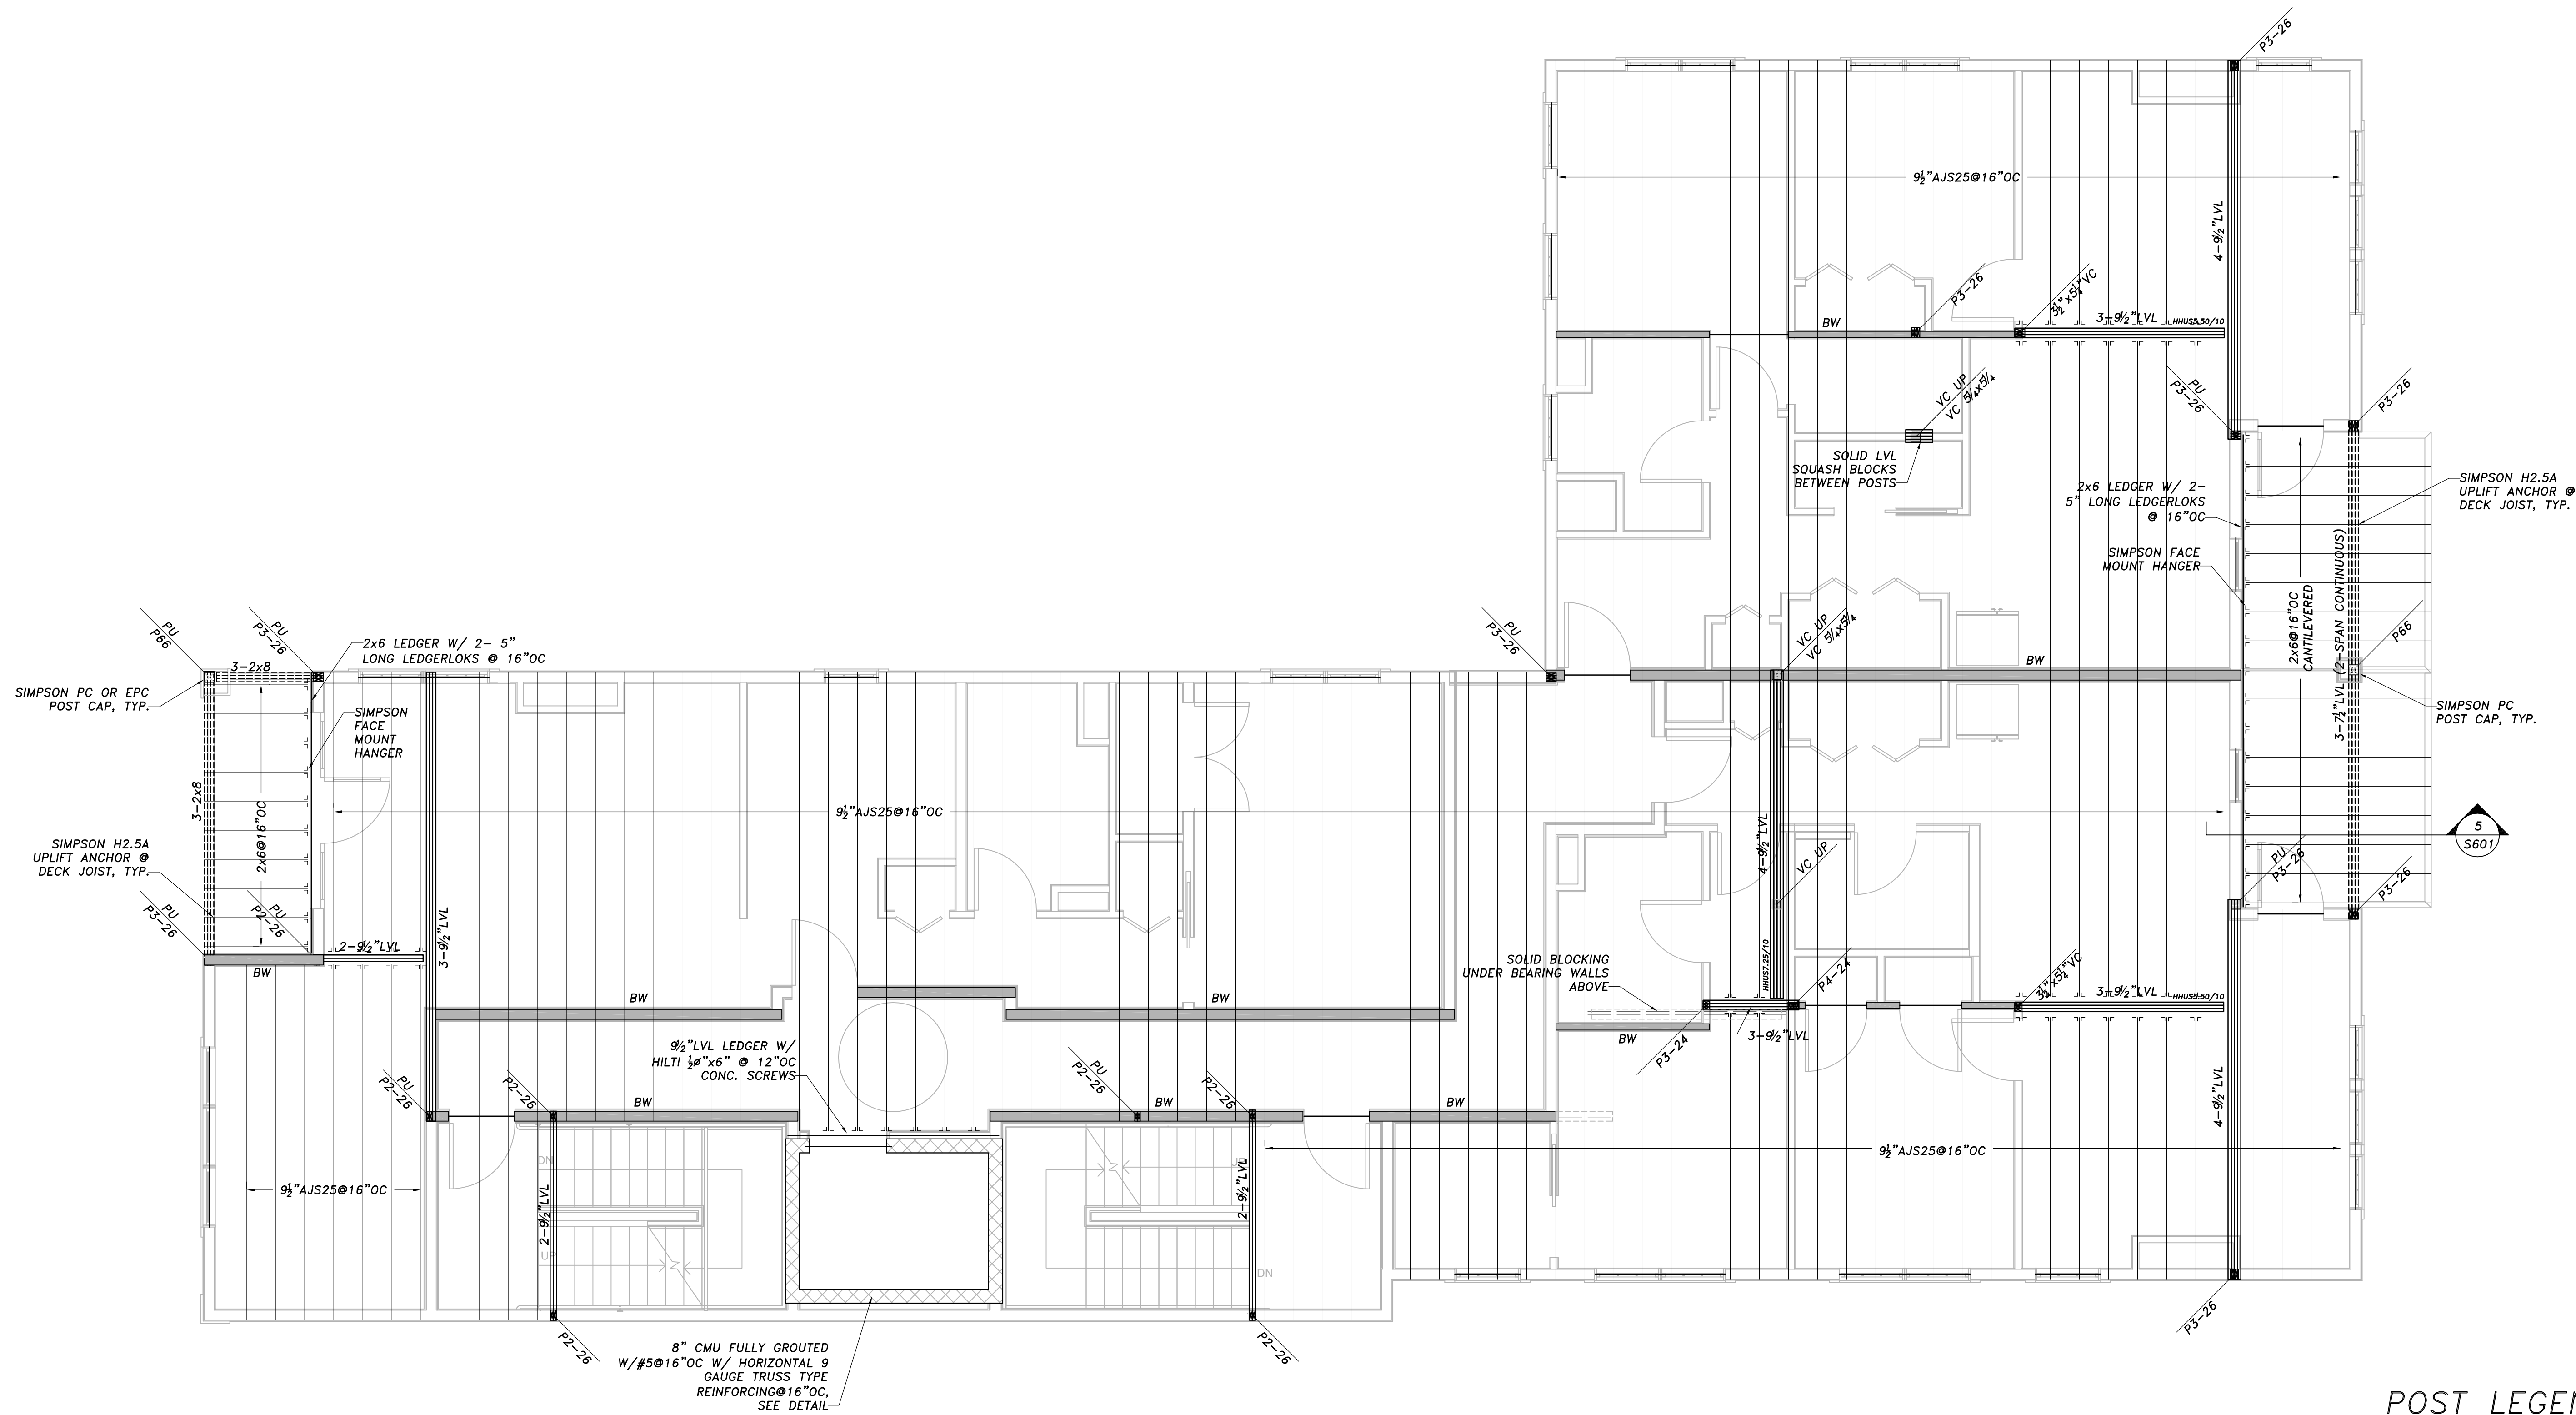 P3-26
9½"AJS25@16"OC
4-9½"LVL
P3-26
3½"x5¼"VC
BW
3-9½"LVL
HHUS5.50/10
VC UP
VC 5¼x5¼
PU
P3-26
P3-26
SOLID LVL
SQUASH BLOCKS
BETWEEN POSTS
2x6 LEDGER W/ 2-
5" LONG LEDGERLOKS
@ 16"OC
SIMPSON H2.5A
UPLIFT ANCHOR @
DECK JOIST, TYP.
SIMPSON FACE
MOUNT HANGER
2x6@16"OC
CANTILEVERED
3-7¼"LVL (2-SPAN CONTINUOUS)
P66
PU
P66
PU
P3-26
2x6 LEDGER W/ 2- 5"
LONG LEDGERLOKS @ 16"OC
PU
P3-26
VC UP
VC 5¼x5¼
BW
3-2x8
SIMPSON PC OR EPC
POST CAP, TYP.
SIMPSON
FACE
MOUNT
HANGER
SIMPSON PC
POST CAP, TYP.
3-2x8
2x6@16"OC
9½"AJS25@16"OC
5
S601
SIMPSON H2.5A
UPLIFT ANCHOR @
DECK JOIST, TYP.
4-9½"LVL
VC UP
PU
P3-26
P3-26
PU
P3-26
PU
P2-26
2-9½"LVL
3-9½"LVL
BW
HHUS7.25/10
SOLID BLOCKING
UNDER BEARING WALLS
ABOVE
P4-24
3½"x5¼"VC
3-9½"LVL
HHUS5.50/10
BW
BW
BW
3-9½"LVL
P3-24
9½"LVL LEDGER W/
HILTI ½ø"x6" @ 12"OC
CONC. SCREWS
PU
P2-26
P2-26
PU
P2-26
P2-26
BW
BW
BW
4-9½"LVL
9½"AJS25@16"OC
DN
9½"AJS25@16"OC
2-9½"LVL
2-9½"LVL
UP
DN
P2-26
P2-26
P3-26
8" CMU FULLY GROUTED
W/#5@16"OC W/ HORIZONTAL 9
GAUGE TRUSS TYPE
REINFORCING@16"OC,
SEE DETAIL
POST LEGEN